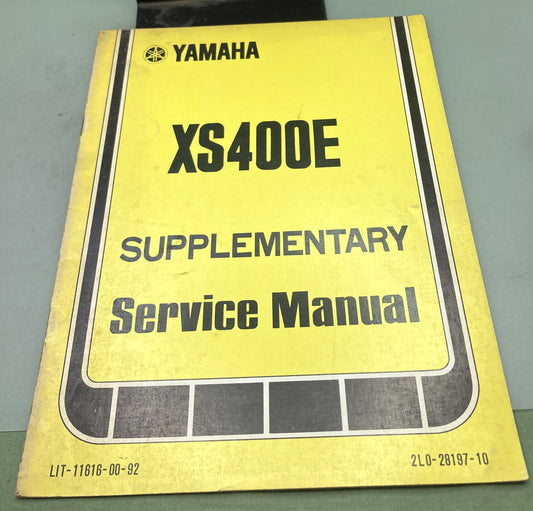 YAMAHA
XS400E
SUPPLEMENTARY
Service Manual
LIT-11616-00-92
2L0-28197-10